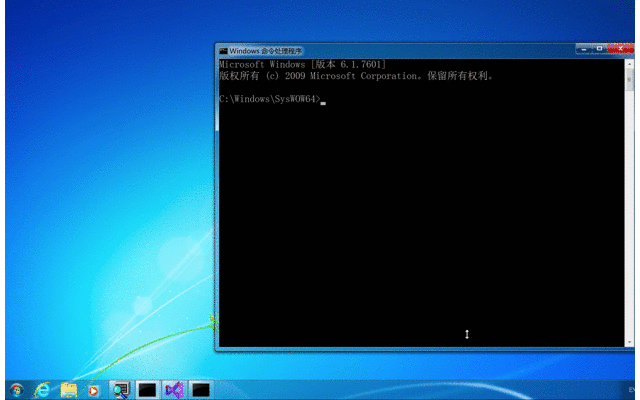 Windows 命令处理程序
Microsoft Windows [版本 6.1.7601]
版权所有 (c) 2009 Microsoft Corporation。保留所有权利。
C:\Windows\SysWOW64>